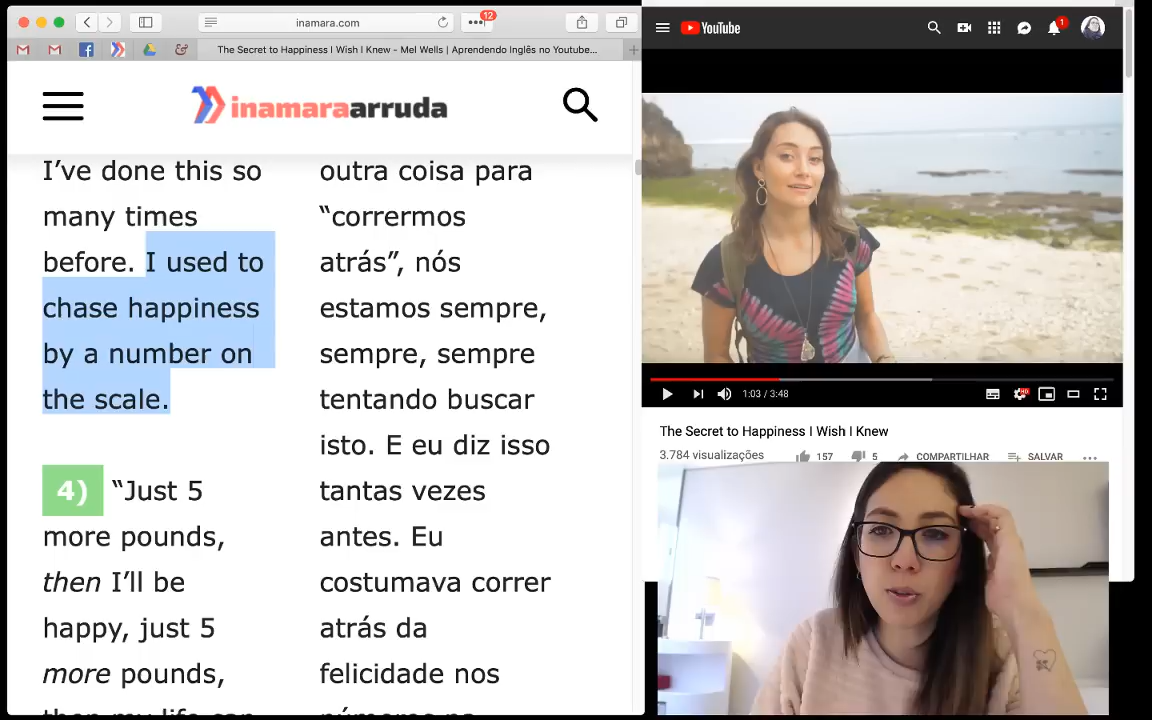 inamara.com
12
The Secret to Happiness I Wish I Knew - Mel Wells | Aprendendo Inglês no Youtube...
inamaraarruda
I’ve done this so
many times
before. I used to
chase happiness
by a number on
the scale.
4) “Just 5
more pounds,
then I’ll be
happy, just 5
more pounds,
outra coisa para
“corrermos
atrás”, nós
estamos sempre,
sempre, sempre
tentando buscar
isto. E eu diz isso
tantas vezes
antes. Eu
costumava correr
atrás da
felicidade nos
YouTube
1
1:03 / 3:48
HD
The Secret to Happiness I Wish I Knew
3.784 visualizações
157
5
COMPARTILHAR
SALVAR